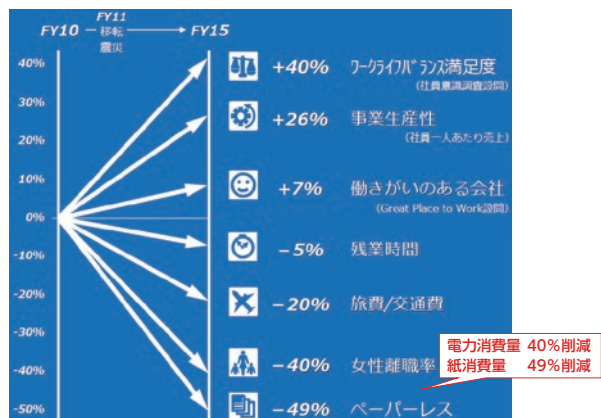 FY11
FY10 移転 FY15
震災
40%
30%
20%
10%
0%
-10%
-20%
-30%
-40%
-50%
+40% ワークライフバランス満足度
(社員意識調査設問)
+26% 事業生産性
(社員一人あたり売上)
+7% 働きがいのある会社
(Great Place to Work設問)
-5% 残業時間
-20% 旅費/交通費
-40% 女性離職率
-49% ペーパーレス
電力消費量 40%削減
紙消費量 49%削減